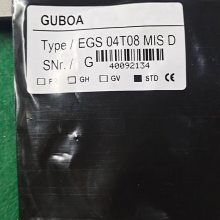 GUBOA
Type / EGS 04T08 MIS D
SNr. / G 40092134
GH GV STD CE